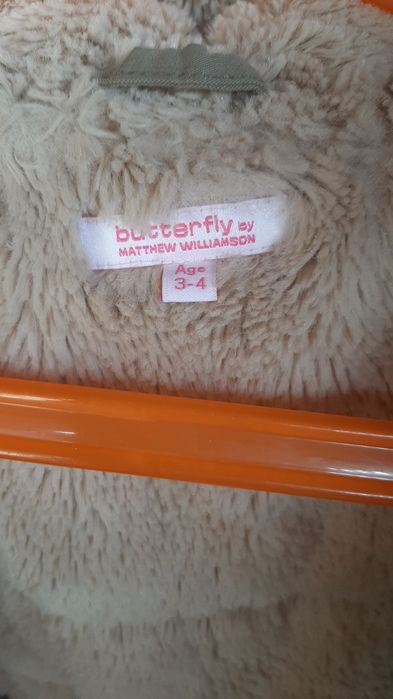 butterfly by
MATTHEW WILLIAMSON
Age
3-4